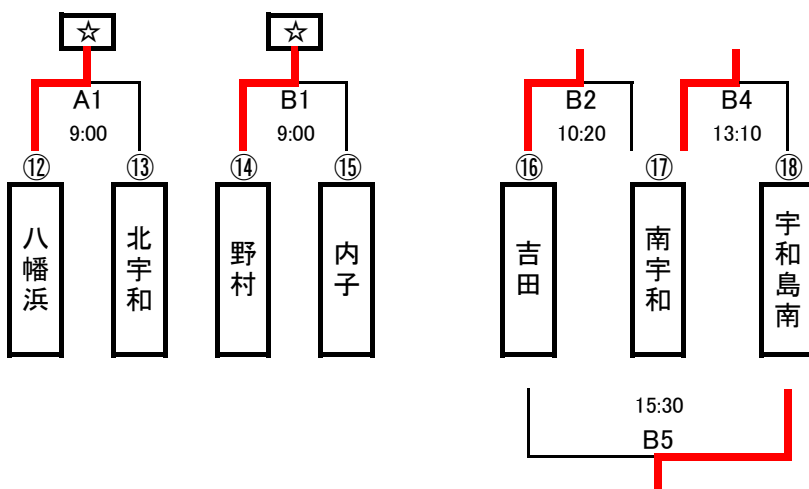 ☆ ☆
A1 B1 B2 B4
9:00 9:00 10:20 13:10
⑫ ⑬ ⑭ ⑮ ⑯ ⑰ ⑱
八幡浜
北宇和
野村
内子
吉田
南宇和
宇和島南
15:30
B5